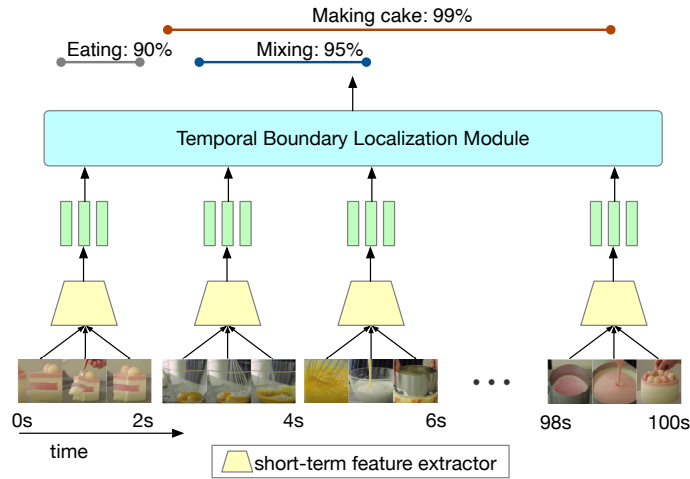 Making cake: 99%
Eating: 90%
Mixing: 95%
Temporal Boundary Localization Module
0s
2s
4s
6s
98s
100s
time
short-term feature extractor